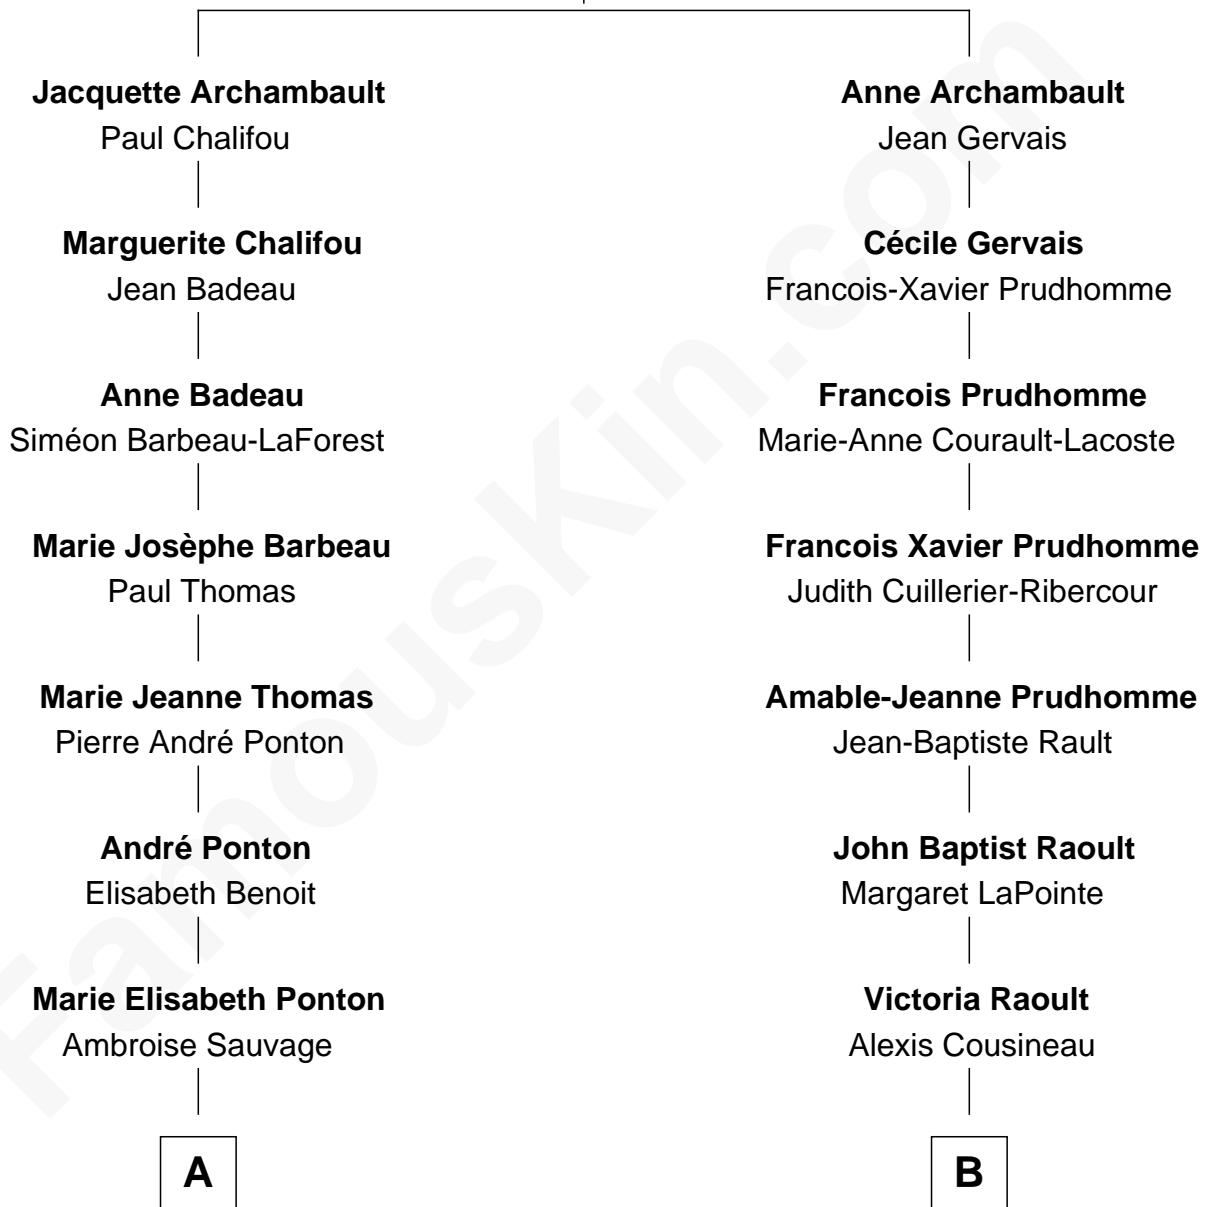 Jacquette Archambault
Paul Chalifou
Marguerite Chalifou
Jean Badeau
Anne Badeau
Siméon Barbeau-LaForest
Marie Josèphe Barbeau
Paul Thomas
Marie Jeanne Thomas
Pierre André Ponton
André Ponton
Elisabeth Benoit
Marie Elisabeth Ponton
Ambroise Sauvage
A
Anne Archambault
Jean Gervais
Cécile Gervais
Francois-Xavier Prudhomme
Francois Prudhomme
Marie-Anne Courault-Lacoste
Francois Xavier Prudhomme
Judith Cuillerier-Ribercour
Amable-Jeanne Prudhomme
Jean-Baptiste Rault
John Baptist Raoult
Margaret LaPointe
Victoria Raoult
Alexis Cousineau
B
FamousKin.com